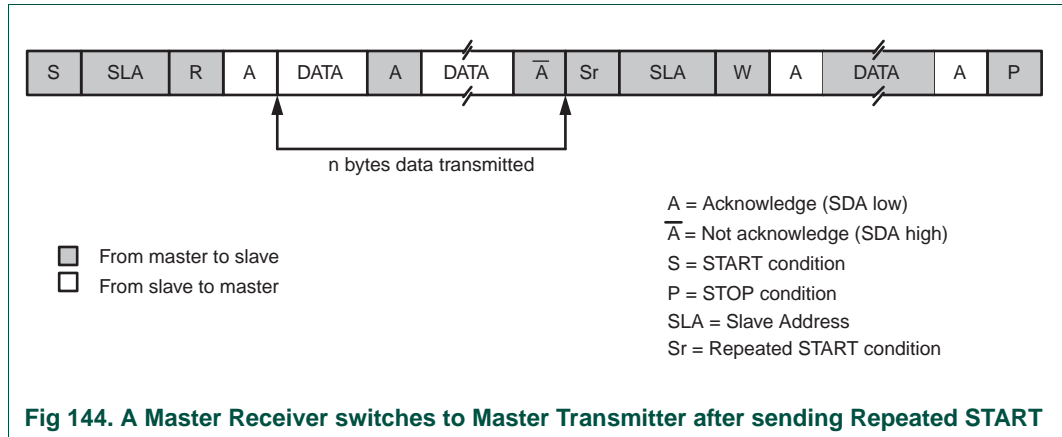 S SLA R A DATA A DATA A̅ Sr SLA W A DATA A P
n bytes data transmitted
From master to slave
From slave to master
A = Acknowledge (SDA low)
A̅ = Not acknowledge (SDA high)
S = START condition
P = STOP condition
SLA = Slave Address
Sr = Repeated START condition
Fig 144. A Master Receiver switches to Master Transmitter after sending Repeated START